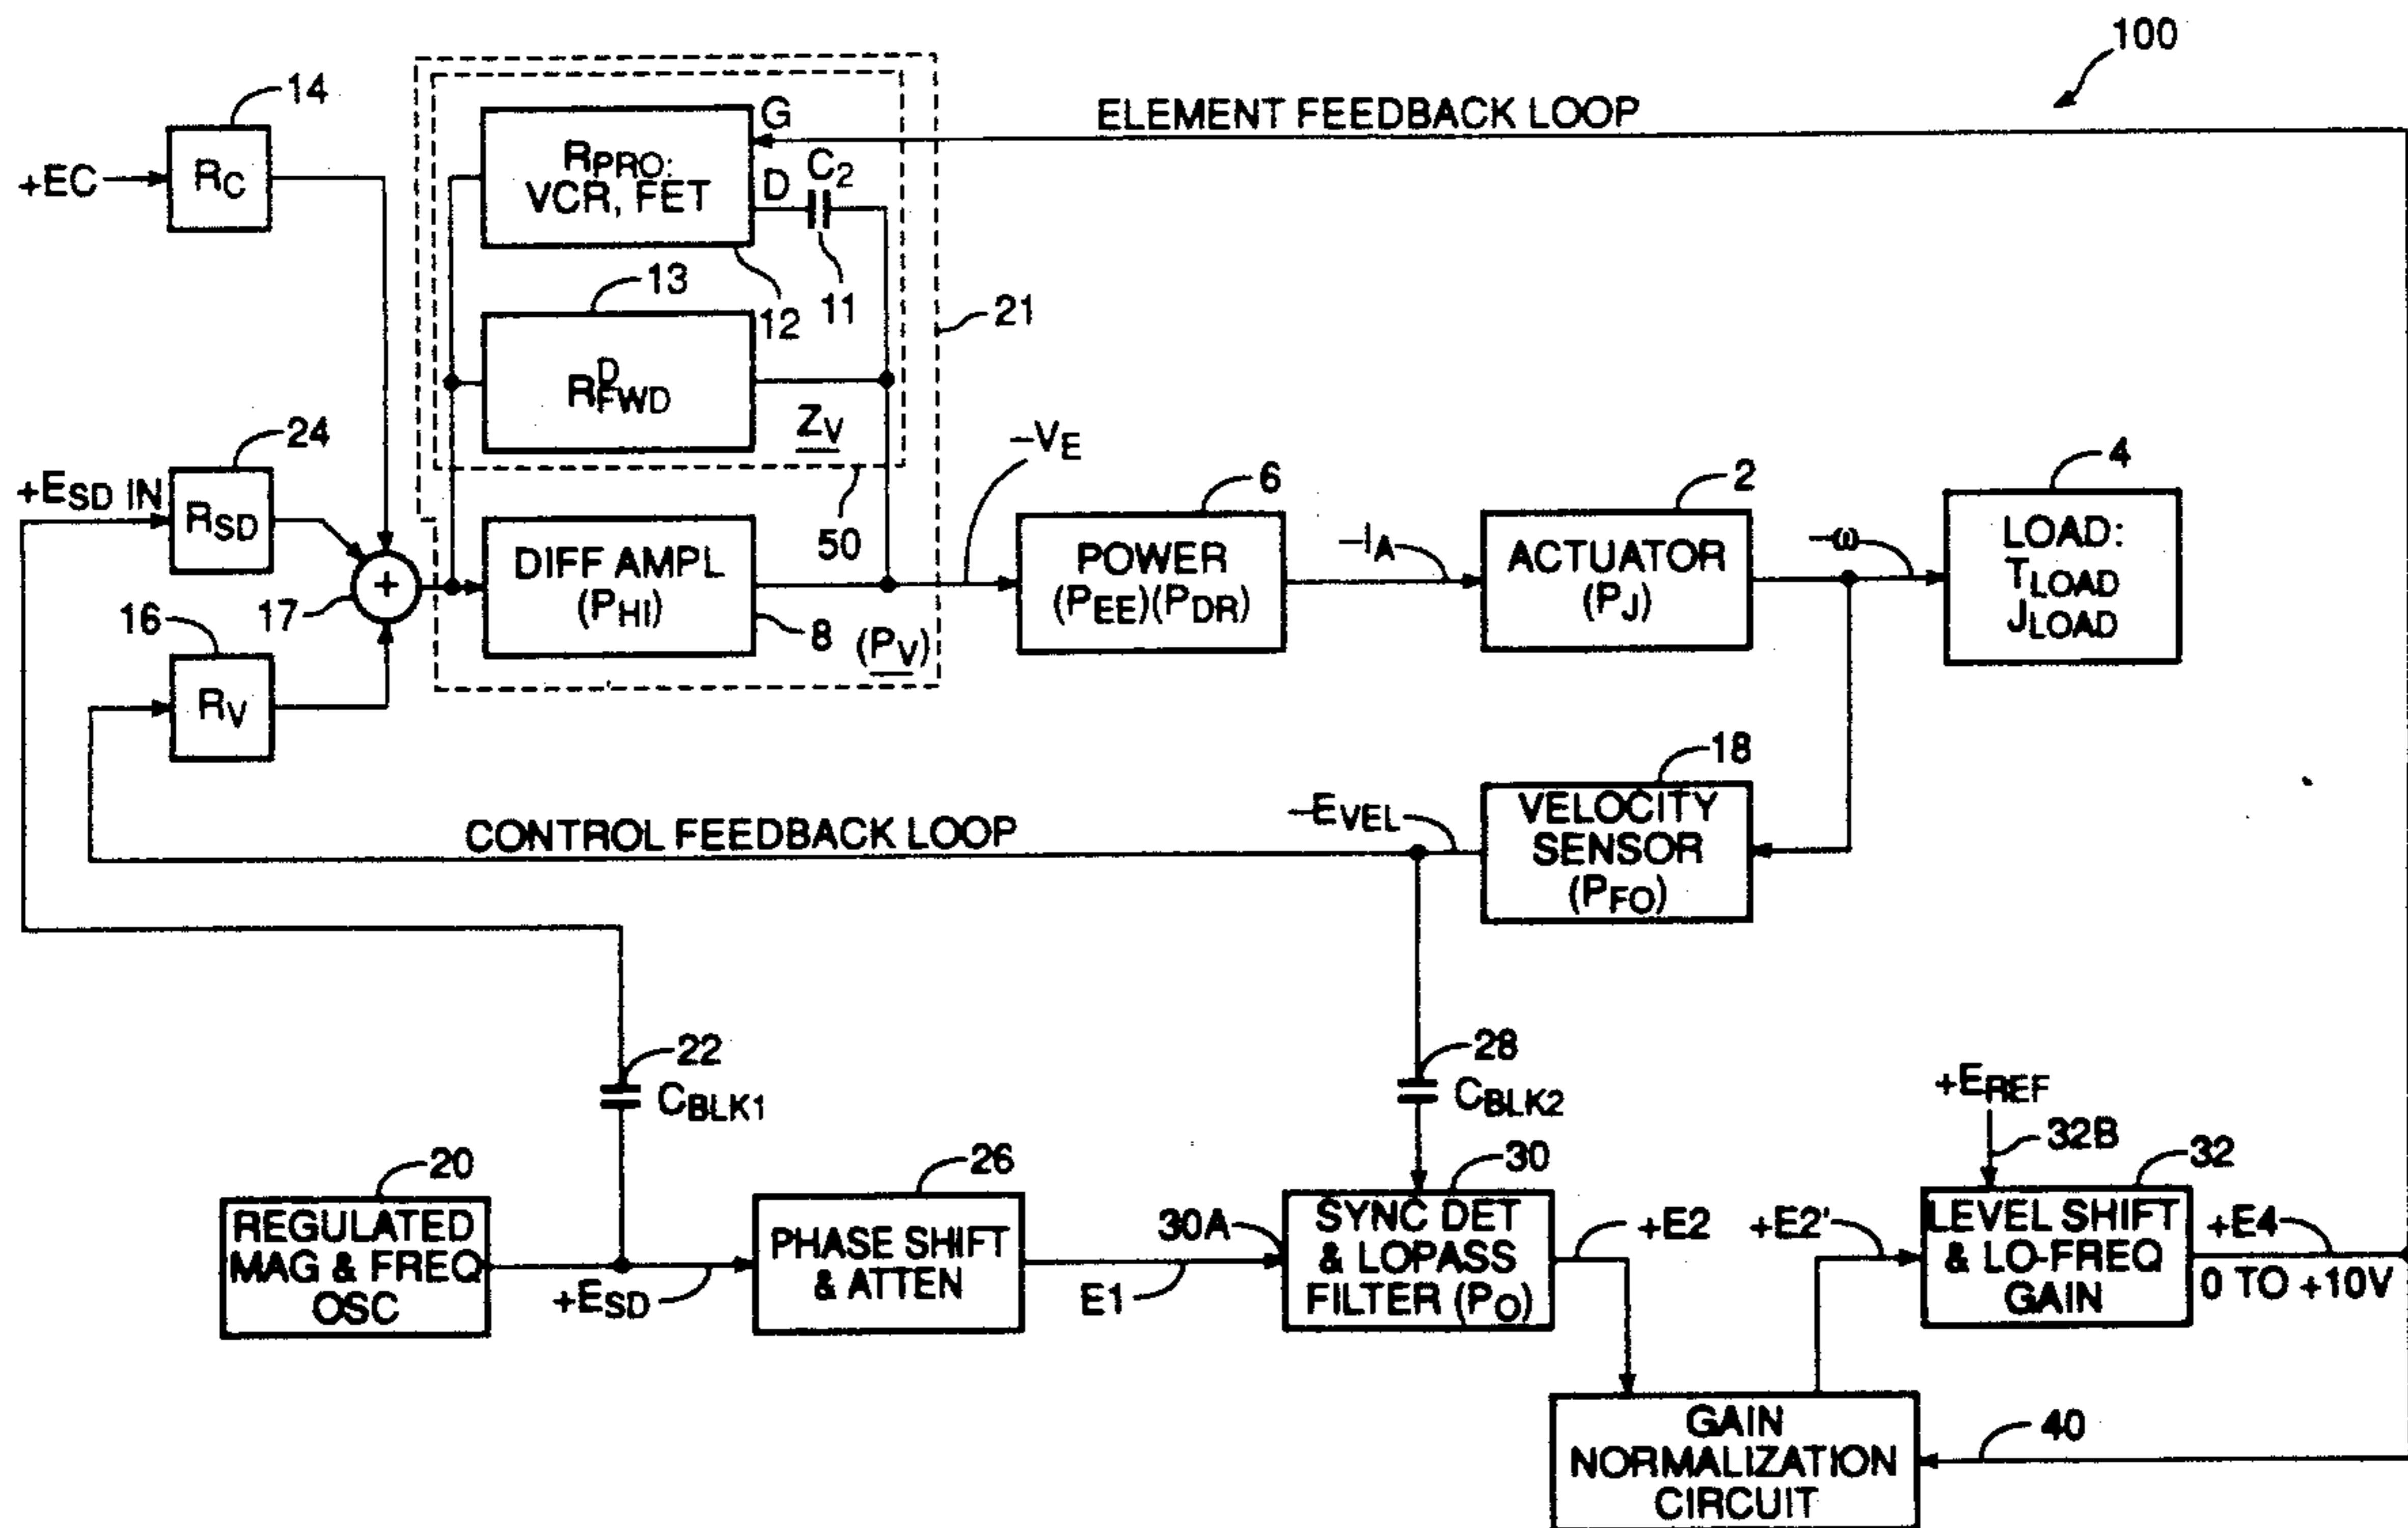 100
14
ELEMENT FEEDBACK LOOP
G
+EC
RC
RPRO:
VCR, FET
D
C2
12
11
21
13
RFWD
D
ZV
50
24
+ESD IN
RSD
17
+
16
RV
DIFF AMPL
(PHI)
8
(PV)
-VE
6
POWER
(PEE)(PDR)
-IA
2
ACTUATOR
(PJ)
-ω
4
LOAD:
TLOAD
JLOAD
18
VELOCITY
SENSOR
(PFO)
-EVEL
CONTROL FEEDBACK LOOP
22
CBLK1
28
CBLK2
+EREF
32B
20
REGULATED
MAG & FREQ
OSC
+ESD
26
PHASE SHIFT
& ATTEN
E1
30A
30
SYNC DET
& LOPASS
FILTER (PO)
+E2
+E2'
32
LEVEL SHIFT
& LO-FREQ
GAIN
+E4
0 TO +10V
GAIN
NORMALIZATION
CIRCUIT
40